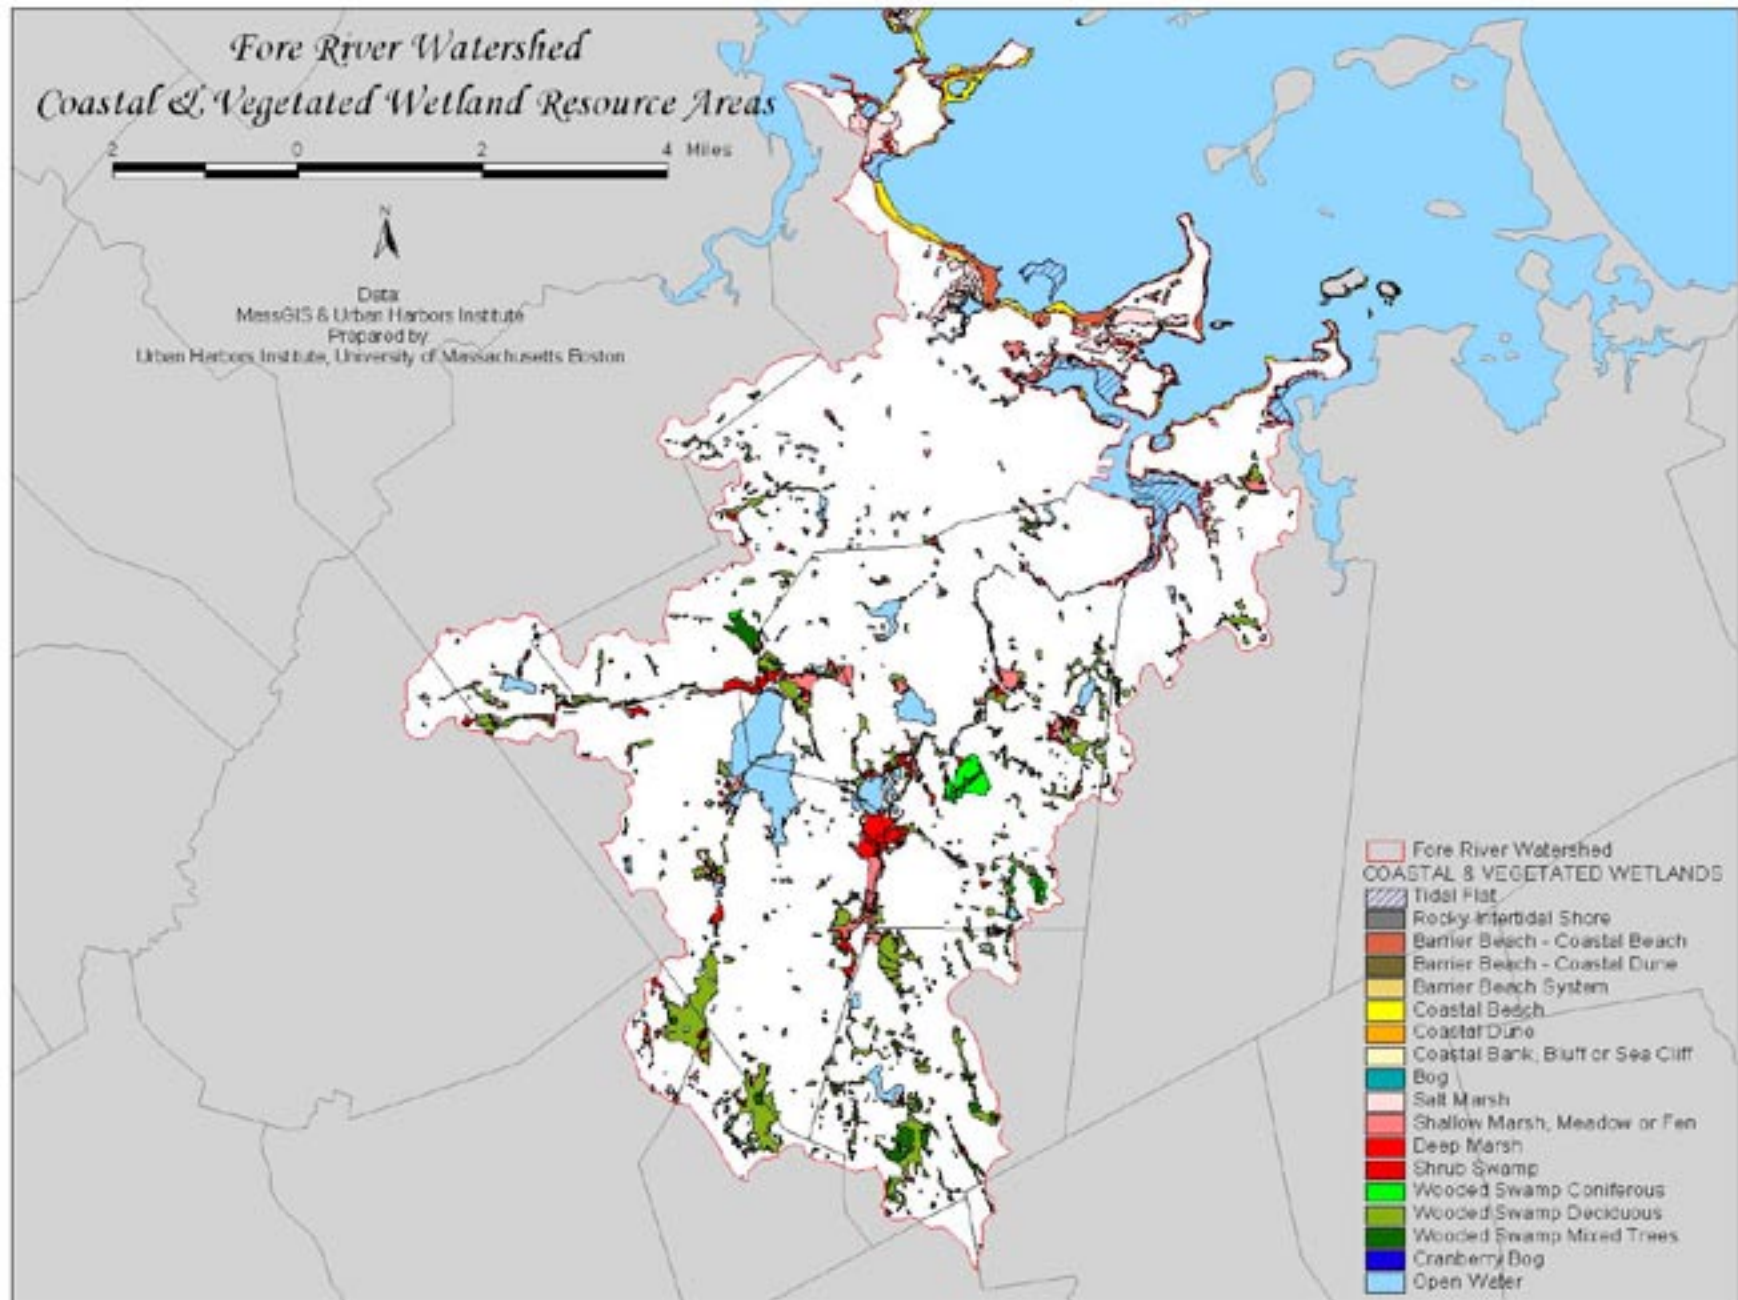 Fore River Watershed
Coastal & Vegetated Wetland Resource Areas
2 0 2 4 Miles
N
Data:
MassGIS & Urban Harbors Institute
Prepared by:
Urban Harbors Institute, University of Massachusetts Boston
Fore River Watershed
COASTAL & VEGETATED WETLANDS
Tidal Flat
Rocky Intertidal Shore
Barrier Beach - Coastal Beach
Barrier Beach - Coastal Dune
Barrier Beach System
Coastal Beach
Coastal Dune
Coastal Bank, Bluff or Sea Cliff
Bog
Salt Marsh
Shallow Marsh, Meadow or Fen
Deep Marsh
Shrub Swamp
Wooded Swamp Coniferous
Wooded Swamp Deciduous
Wooded Swamp Mixed Trees
Cranberry Bog
Open Water